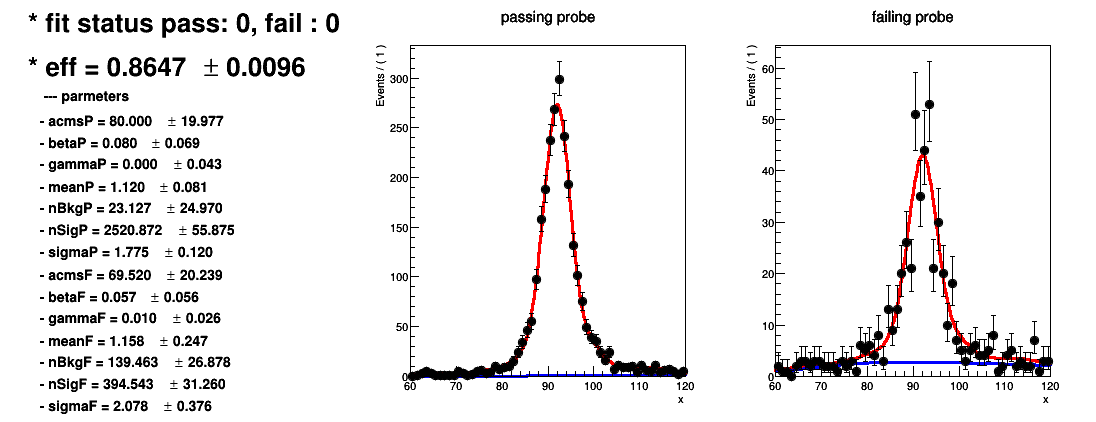 * fit status pass: 0, fail : 0
* eff = 0.8647 ± 0.0096
--- parmeters
- acmsP = 80.000 ± 19.977
- betaP = 0.080 ± 0.069
- gammaP = 0.000 ± 0.043
- meanP = 1.120 ± 0.081
- nBkgP = 23.127 ± 24.970
- nSigP = 2520.872 ± 55.875
- sigmaP = 1.775 ± 0.120
- acmsF = 69.520 ± 20.239
- betaF = 0.057 ± 0.056
- gammaF = 0.010 ± 0.026
- meanF = 1.158 ± 0.247
- nBkgF = 139.463 ± 26.878
- nSigF = 394.543 ± 31.260
- sigmaF = 2.078 ± 0.376
passing probe
Events / ( 1 )
300
250
200
150
100
50
0
60 70 80 90 100 110 120
x
failing probe
Events / ( 1 )
60
50
40
30
20
10
0
60 70 80 90 100 110 120
x